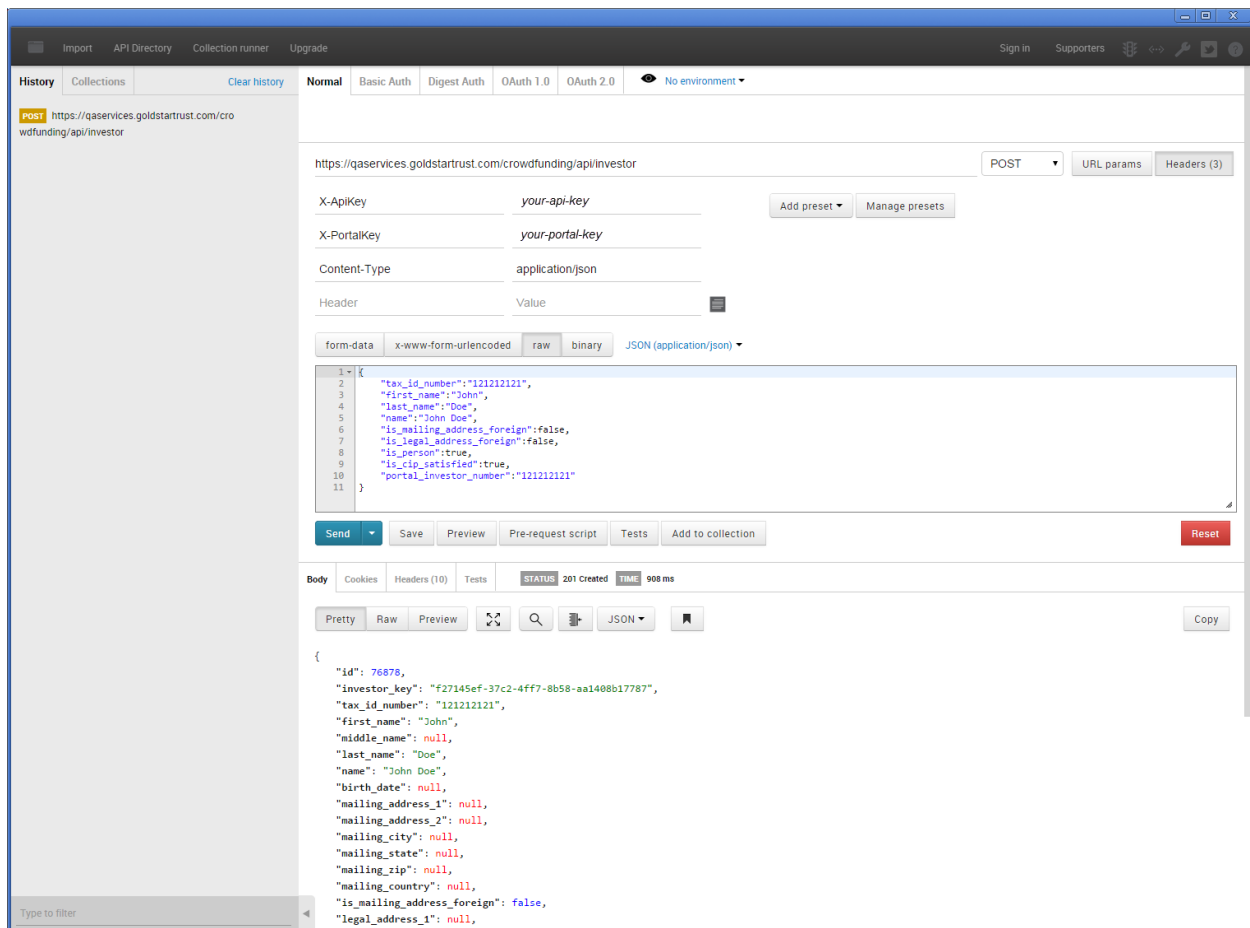 Import API Directory Collection runner Upgrade Sign in Supporters
History Collections Clear history
Normal Basic Auth Digest Auth OAuth 1.0 OAuth 2.0 No environment
POST https://qaservices.goldstartrust.com/cro
wdfunding/api/investor
https://qaservices.goldstartrust.com/crowdfunding/api/investor POST URL params Headers (3)
X-ApiKey your-api-key Add preset Manage presets
X-PortalKey your-portal-key
Content-Type application/json
Header Value
form-data x-www-form-urlencoded raw binary JSON (application/json)
1 {
2 "tax_id_number":"121212121",
3 "first_name":"John",
4 "last_name":"Doe",
5 "name":"John Doe",
6 "is_mailing_address_foreign":false,
7 "is_legal_address_foreign":false,
8 "is_person":true,
9 "is_cip_satisfied":true,
10 "portal_investor_number":"121212121"
11 }
Send Save Preview Pre-request script Tests Add to collection Reset
Body Cookies Headers (10) Tests STATUS 201 Created TIME 908 ms
Pretty Raw Preview JSON Copy
{
"id": 76878,
"investor_key": "f27145ef-37c2-4ff7-8b58-aa1408b17787",
"tax_id_number": "121212121",
"first_name": "John",
"middle_name": null,
"last_name": "Doe",
"name": "John Doe",
"birth_date": null,
"mailing_address_1": null,
"mailing_address_2": null,
"mailing_city": null,
"mailing_state": null,
"mailing_zip": null,
"mailing_country": null,
"is_mailing_address_foreign": false,
"legal_address_1": null,
Type to filter